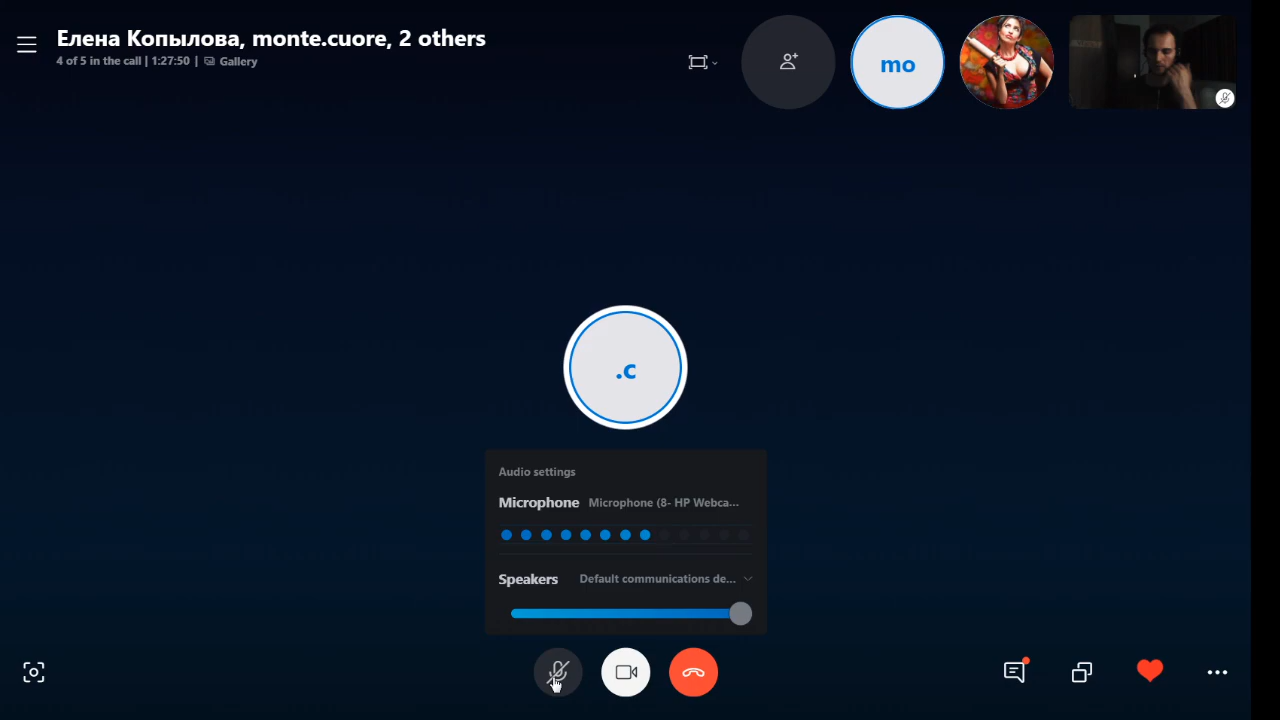 Елена Копылова, monte.cuore, 2 others
4 of 5 in the call | 1:27:50 | Gallery
mo
.c
Audio settings
Microphone Microphone (8- HP Webca...
Speakers Default communications de...